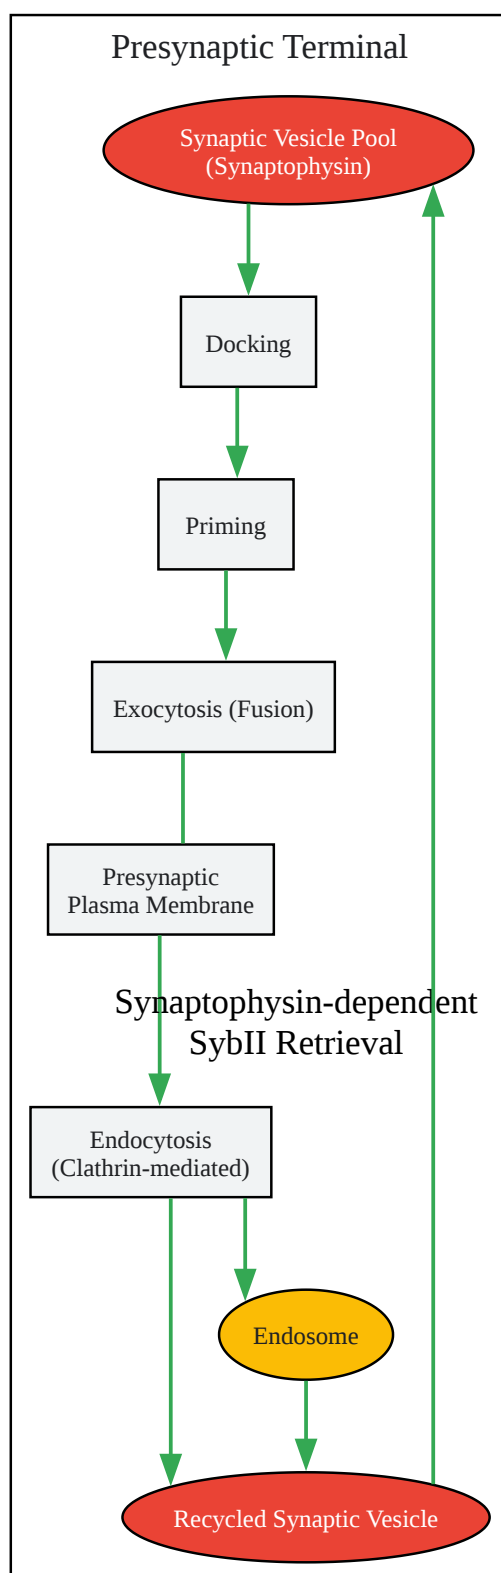 Presynaptic Terminal
Synaptic Vesicle Pool
(Synaptophysin)
Docking
Priming
Exocytosis (Fusion)
Presynaptic
Plasma Membrane
Synaptophysin-dependent
SybII Retrieval
Endocytosis
(Clathrin-mediated)
Endosome
Recycled Synaptic Vesicle